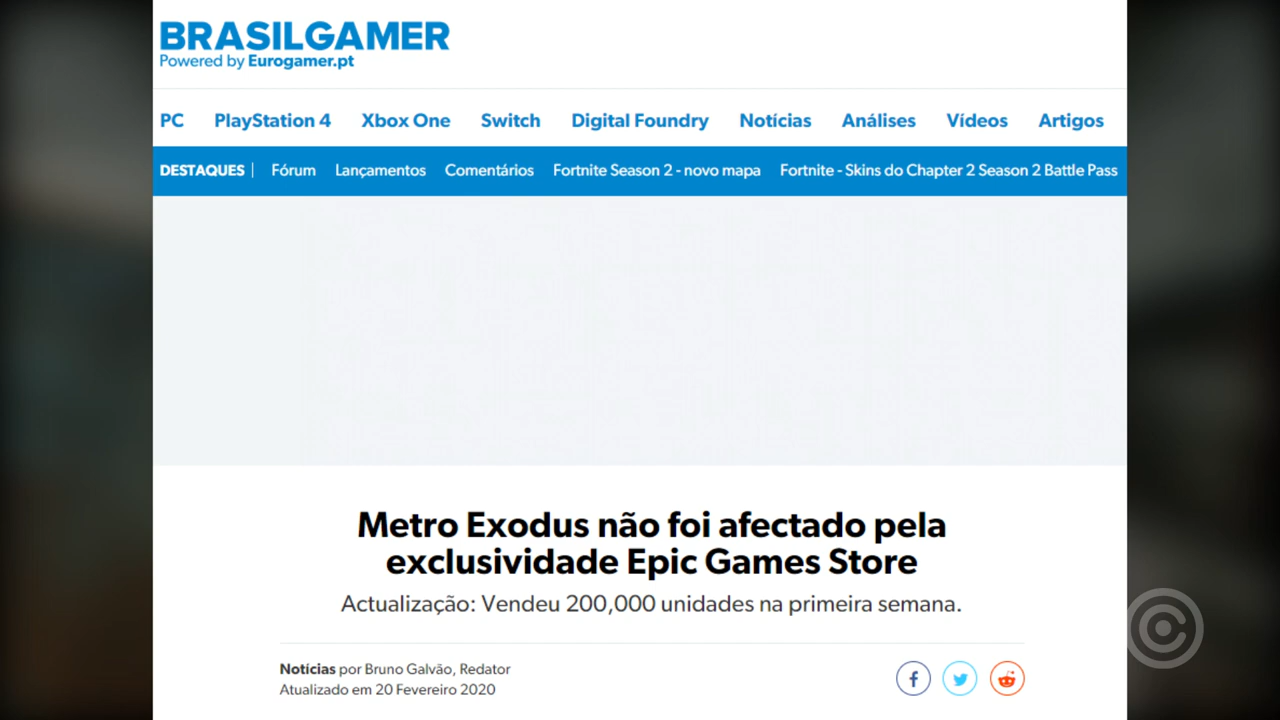 BRASILGAMER
Powered by Eurogamer.pt
PC PlayStation 4 Xbox One Switch Digital Foundry Notícias Análises Vídeos Artigos
DESTAQUES | Fórum Lançamentos Comentários Fortnite Season 2 - novo mapa Fortnite - Skins do Chapter 2 Season 2 Battle Pass
Metro Exodus não foi afectado pela
exclusividade Epic Games Store
Actualização: Vendeu 200,000 unidades na primeira semana.
Notícias por Bruno Galvão, Redator
Atualizado em 20 Fevereiro 2020